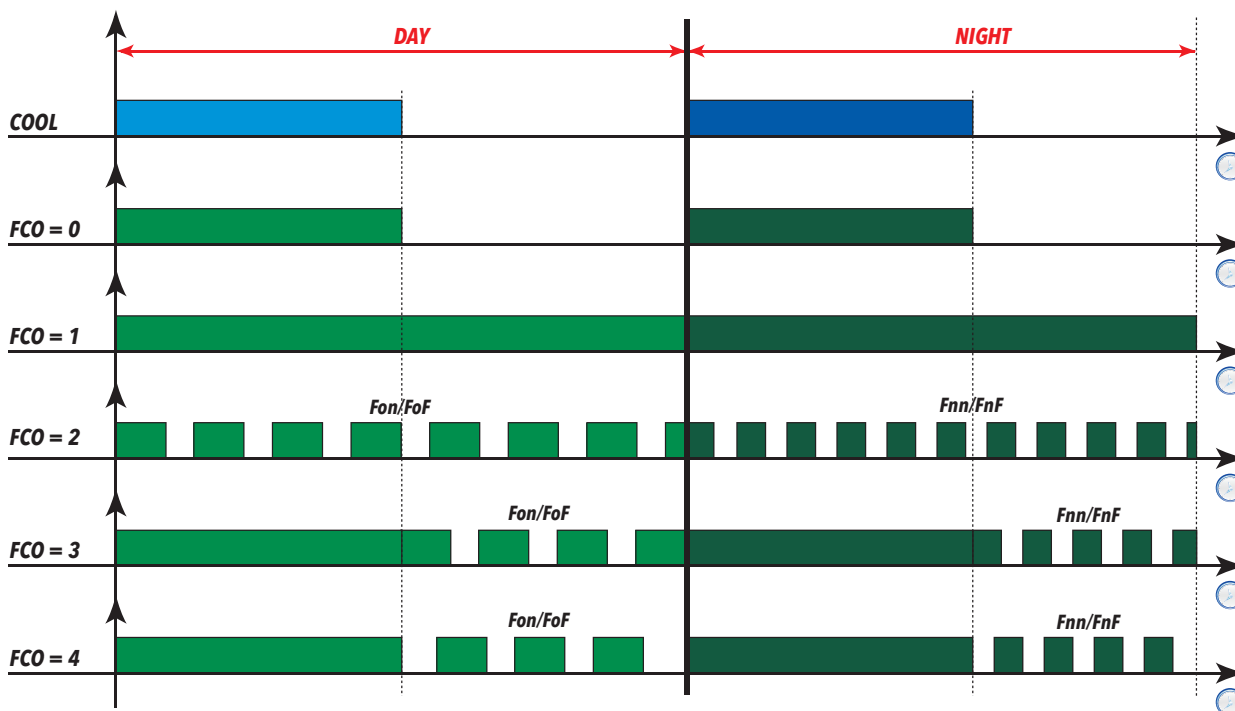 DAY
NIGHT
COOL
FCO = 0
FCO = 1
Fon/FoF
Fnn/FnF
FCO = 2
Fon/FoF
Fnn/FnF
FCO = 3
Fon/FoF
Fnn/FnF
FCO = 4